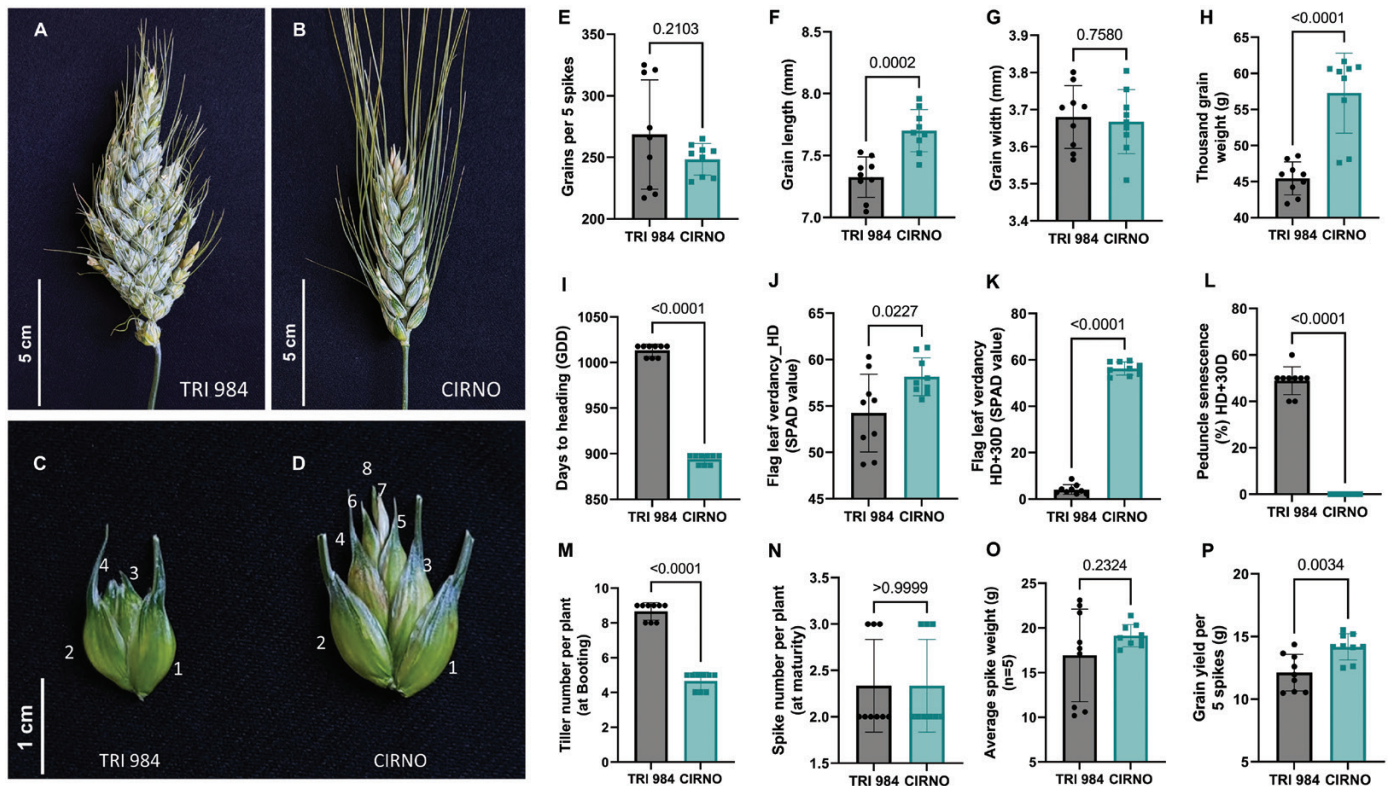 A
TRI 984
5 cm
B
CIRNO
5 cm
C
4
3
2
1
TRI 984
1 cm
D
8
7
6
5
4
3
2
1
CIRNO
E
0.2103
Grains per 5 spikes
350
300
250
200
TRI 984 CIRNO
F
0.0002
Grain length (mm)
8.5
8.0
7.5
7.0
TRI 984 CIRNO
G
0.7580
Grain width (mm)
3.9
3.8
3.7
3.6
3.5
3.4
TRI 984 CIRNO
H
<0.0001
Thousand grain
weight (g)
65
60
55
50
45
40
TRI 984 CIRNO
I
<0.0001
Days to heading (GDD)
1050
1000
950
900
850
TRI 984 CIRNO
J
0.0227
Flag leaf verdancy_HD
(SPAD value)
65
60
55
50
45
TRI 984 CIRNO
K
<0.0001
Flag leaf verdancy
HD+30D (SPAD value)
80
60
40
20
0
TRI 984 CIRNO
L
<0.0001
Peduncle senescence
(%) HD+30D
80
60
40
20
0
TRI 984 CIRNO
M
<0.0001
Tiller number per plant
(at Booting)
10
8
6
4
2
0
TRI 984 CIRNO
N
>0.9999
Spike number per plant
(at maturity)
3.5
3.0
2.5
2.0
1.5
TRI 984 CIRNO
O
0.2324
Average spike weight (g)
(n=5)
25
20
15
10
5
TRI 984 CIRNO
P
0.0034
Grain yield per
5 spikes (g)
20
15
10
5
TRI 984 CIRNO